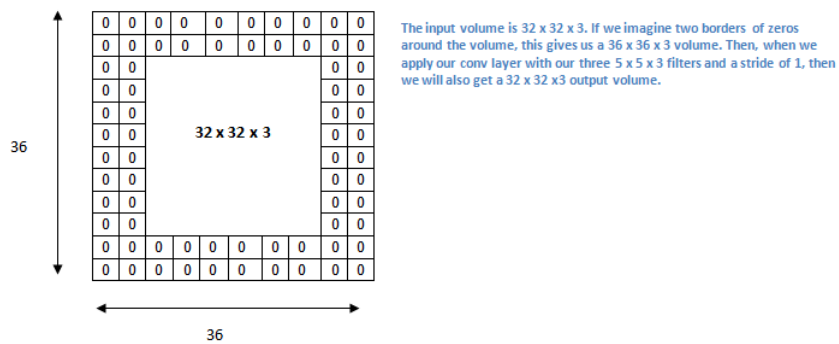 0 0 0 0 0 0 0 0 0 0
The input volume is 32 x 32 x 3. If we imagine two borders of zeros
0 0 0 0 0 0 0 0 0 0
around the volume, this gives us a 36 x 36 x 3 volume. Then, when we
0 0 0 0
apply our conv layer with our three 5 x 5 x 3 filters and a stride of 1, then
0 0 0 0
we will also get a 32 x 32 x3 output volume.
0 0 0 0
0 0 32 x 32 x 3 0 0
36
0 0 0 0
0 0 0 0
0 0 0 0
0 0 0 0
0 0 0 0 0 0 0 0 0 0
0 0 0 0 0 0 0 0 0 0
36